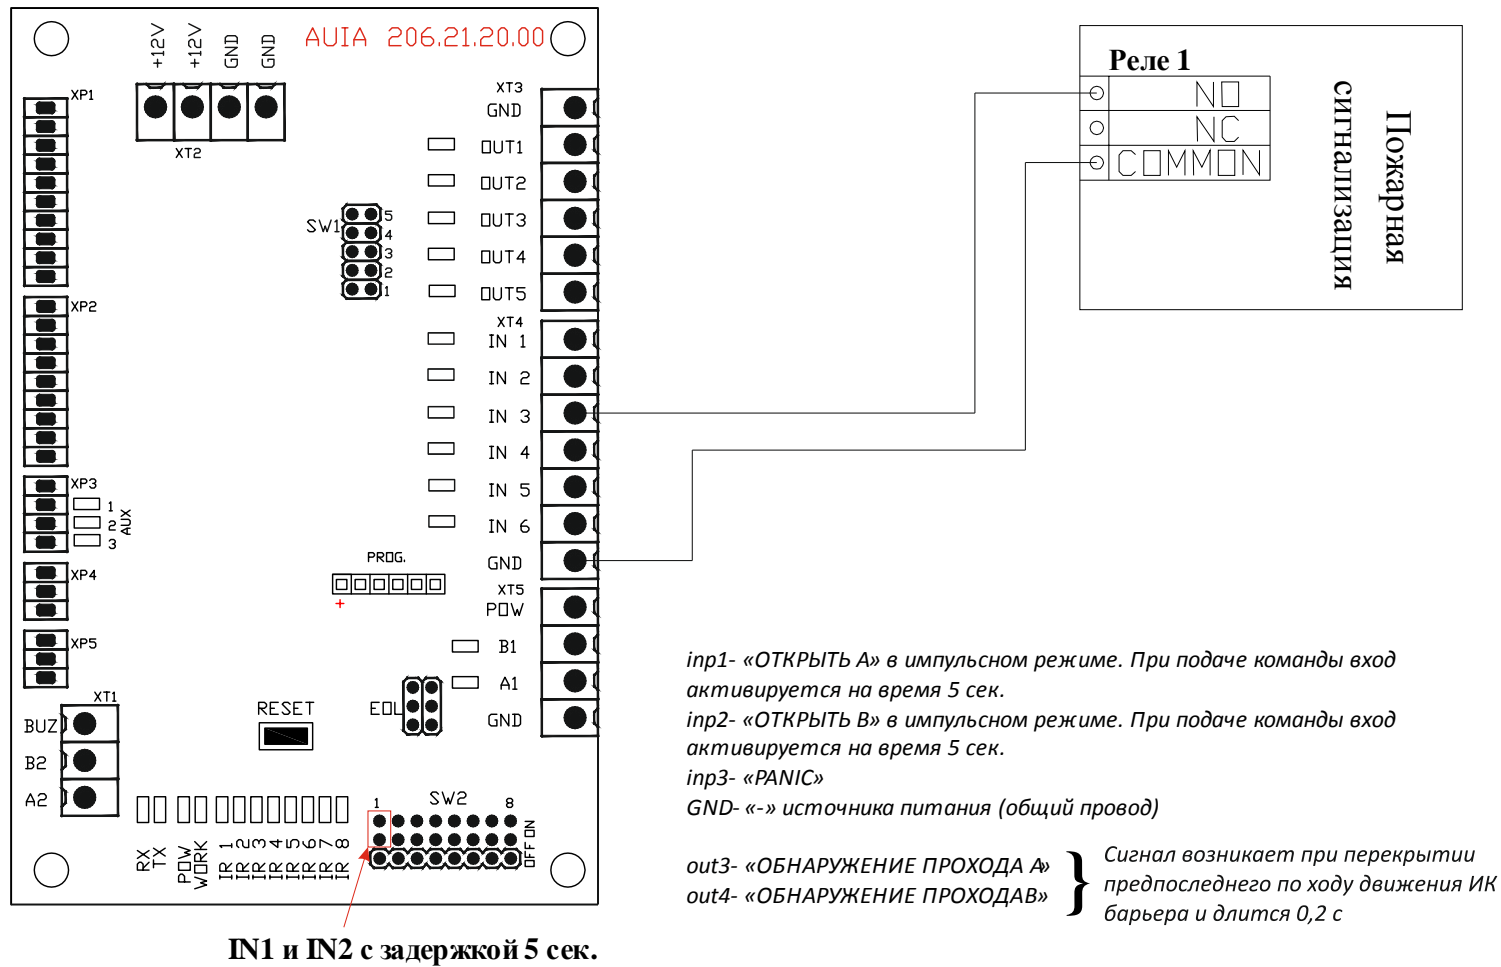 AUIA 206.21.20.00
+12V
+12V
GND
GND
XT2
XP1
XP2
XP3
1
2
3
AUX
XP4
XP5
XT1
BUZ
B2
A2
SW1
5
4
3
2
1
XT3
GND
OUT1
OUT2
OUT3
OUT4
OUT5
XT4
IN 1
IN 2
IN 3
IN 4
IN 5
IN 6
GND
XT5
POW
B1
A1
GND
PROG.
+
RESET
EOL
SW2
1
8
ON
OFF
RX
TX
POW
WORK
IR 1
IR 2
IR 3
IR 4
IR 5
IR 6
IR 7
IR 8
IN1 и IN2 с задержкой 5 сек.
Реле 1
NO
NC
COMMON
Пожарная
сигнализация
inp1- «ОТКРЫТЬ А» в импульсном режиме. При подаче команды вход
активируется на время 5 сек.
inp2- «ОТКРЫТЬ В» в импульсном режиме. При подаче команды вход
активируется на время 5 сек.
inp3- «PANIC»
GND- «-» источника питания (общий провод)
out3- «ОБНАРУЖЕНИЕ ПРОХОДА А»
out4- «ОБНАРУЖЕНИЕ ПРОХОДАВ»
Сигнал возникает при перекрытии
предпоследнего по ходу движения ИК
барьера и длится 0,2 с